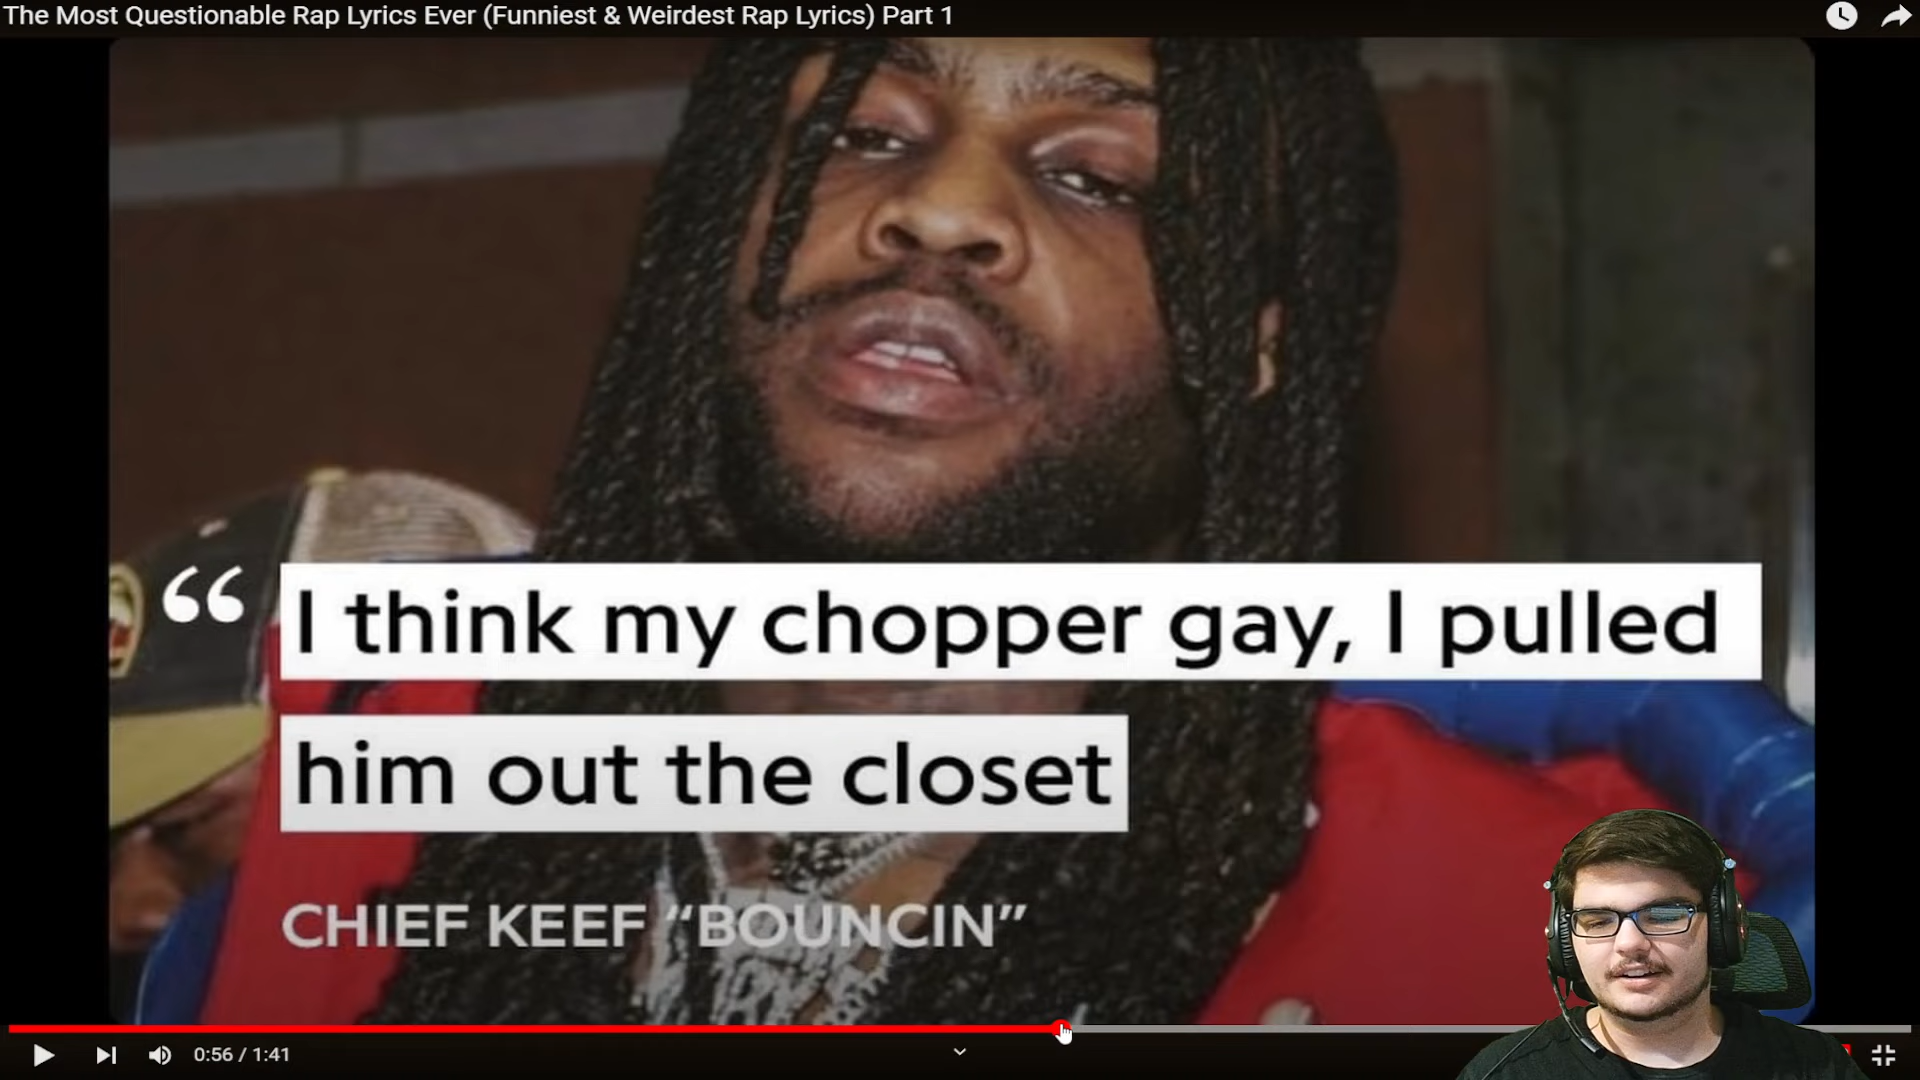 The Most Questionable Rap Lyrics Ever (Funniest & Weirdest Rap Lyrics) Part 1
“ I think my chopper gay, I pulled
him out the closet
CHIEF KEEF “BOUNCIN”
0:56 / 1:41